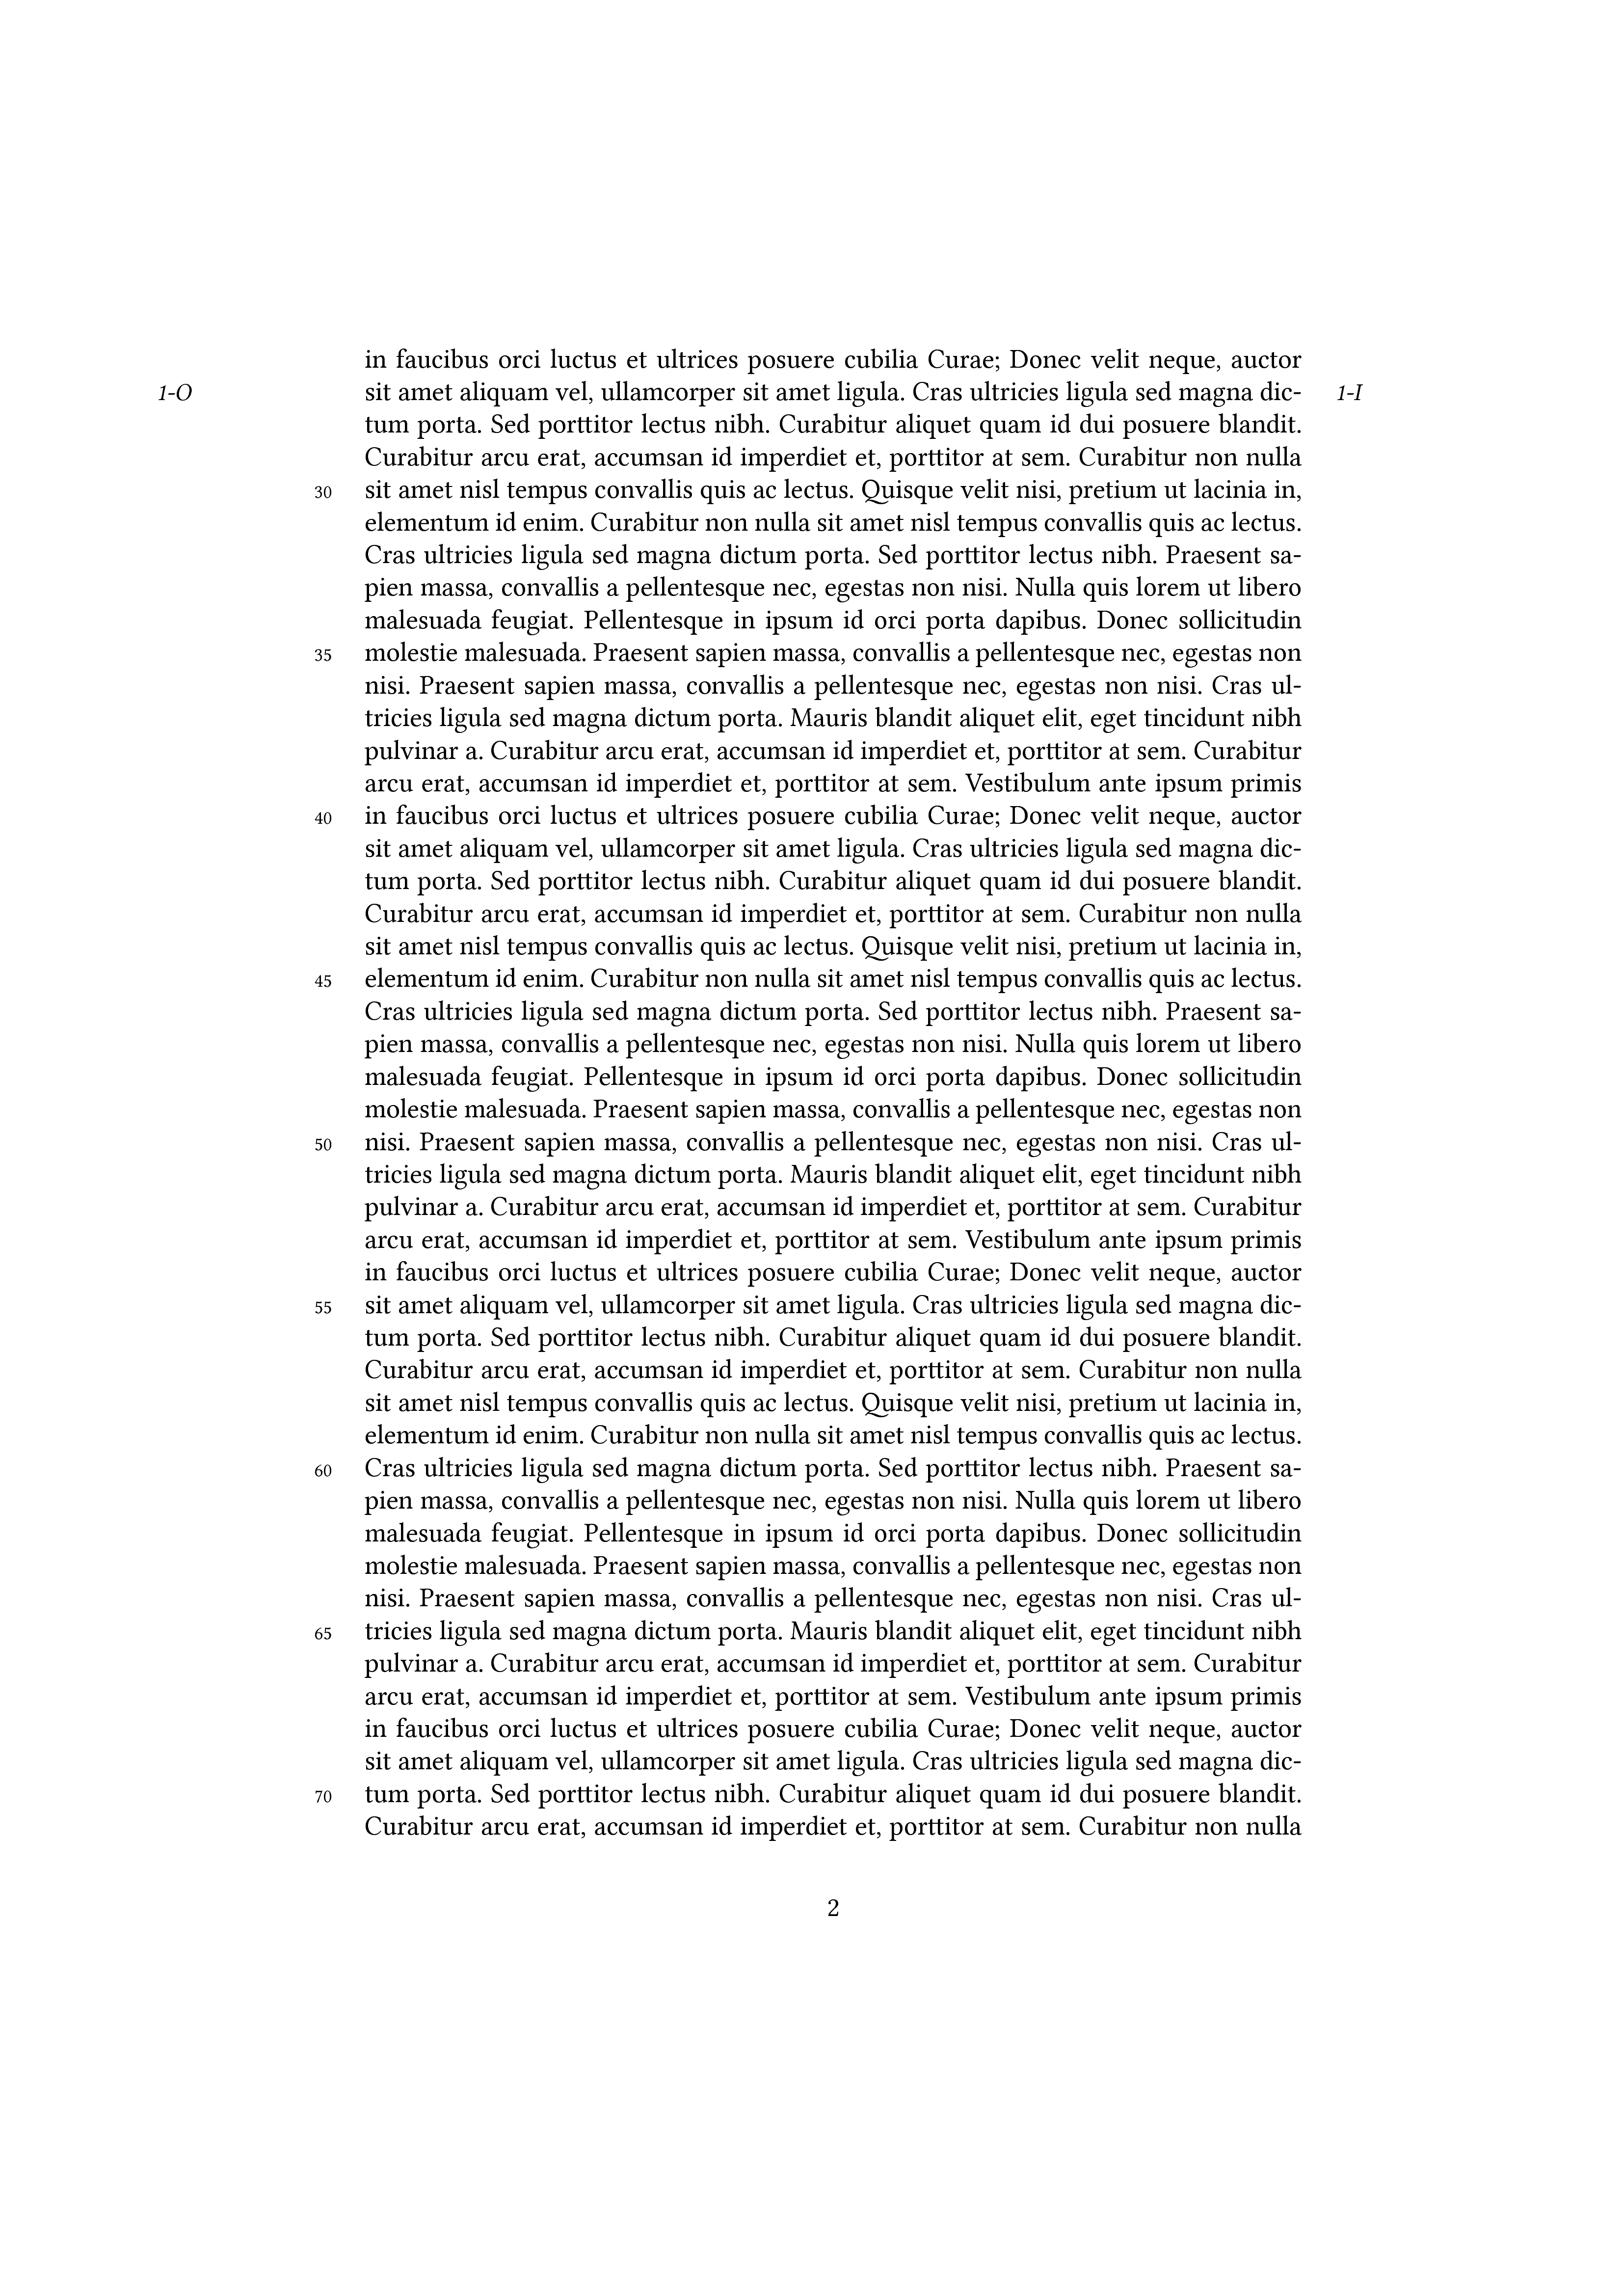 in faucibus orci luctus et ultrices posuere cubilia Curae; Donec velit neque, auctor
1-O sit amet aliquam vel, ullamcorper sit amet ligula. Cras ultricies ligula sed magna dic- 1-I
tum porta. Sed porttitor lectus nibh. Curabitur aliquet quam id dui posuere blandit.
Curabitur arcu erat, accumsan id imperdiet et, porttitor at sem. Curabitur non nulla
30 sit amet nisl tempus convallis quis ac lectus. Quisque velit nisi, pretium ut lacinia in,
elementum id enim. Curabitur non nulla sit amet nisl tempus convallis quis ac lectus.
Cras ultricies ligula sed magna dictum porta. Sed porttitor lectus nibh. Praesent sa-
pien massa, convallis a pellentesque nec, egestas non nisi. Nulla quis lorem ut libero
malesuada feugiat. Pellentesque in ipsum id orci porta dapibus. Donec sollicitudin
35 molestie malesuada. Praesent sapien massa, convallis a pellentesque nec, egestas non
nisi. Praesent sapien massa, convallis a pellentesque nec, egestas non nisi. Cras ul-
tricies ligula sed magna dictum porta. Mauris blandit aliquet elit, eget tincidunt nibh
pulvinar a. Curabitur arcu erat, accumsan id imperdiet et, porttitor at sem. Curabitur
arcu erat, accumsan id imperdiet et, porttitor at sem. Vestibulum ante ipsum primis
40 in faucibus orci luctus et ultrices posuere cubilia Curae; Donec velit neque, auctor
sit amet aliquam vel, ullamcorper sit amet ligula. Cras ultricies ligula sed magna dic-
tum porta. Sed porttitor lectus nibh. Curabitur aliquet quam id dui posuere blandit.
Curabitur arcu erat, accumsan id imperdiet et, porttitor at sem. Curabitur non nulla
sit amet nisl tempus convallis quis ac lectus. Quisque velit nisi, pretium ut lacinia in,
45 elementum id enim. Curabitur non nulla sit amet nisl tempus convallis quis ac lectus.
Cras ultricies ligula sed magna dictum porta. Sed porttitor lectus nibh. Praesent sa-
pien massa, convallis a pellentesque nec, egestas non nisi. Nulla quis lorem ut libero
malesuada feugiat. Pellentesque in ipsum id orci porta dapibus. Donec sollicitudin
molestie malesuada. Praesent sapien massa, convallis a pellentesque nec, egestas non
50 nisi. Praesent sapien massa, convallis a pellentesque nec, egestas non nisi. Cras ul-
tricies ligula sed magna dictum porta. Mauris blandit aliquet elit, eget tincidunt nibh
pulvinar a. Curabitur arcu erat, accumsan id imperdiet et, porttitor at sem. Curabitur
arcu erat, accumsan id imperdiet et, porttitor at sem. Vestibulum ante ipsum primis
in faucibus orci luctus et ultrices posuere cubilia Curae; Donec velit neque, auctor
55 sit amet aliquam vel, ullamcorper sit amet ligula. Cras ultricies ligula sed magna dic-
tum porta. Sed porttitor lectus nibh. Curabitur aliquet quam id dui posuere blandit.
Curabitur arcu erat, accumsan id imperdiet et, porttitor at sem. Curabitur non nulla
sit amet nisl tempus convallis quis ac lectus. Quisque velit nisi, pretium ut lacinia in,
elementum id enim. Curabitur non nulla sit amet nisl tempus convallis quis ac lectus.
60 Cras ultricies ligula sed magna dictum porta. Sed porttitor lectus nibh. Praesent sa-
pien massa, convallis a pellentesque nec, egestas non nisi. Nulla quis lorem ut libero
malesuada feugiat. Pellentesque in ipsum id orci porta dapibus. Donec sollicitudin
molestie malesuada. Praesent sapien massa, convallis a pellentesque nec, egestas non
nisi. Praesent sapien massa, convallis a pellentesque nec, egestas non nisi. Cras ul-
65 tricies ligula sed magna dictum porta. Mauris blandit aliquet elit, eget tincidunt nibh
pulvinar a. Curabitur arcu erat, accumsan id imperdiet et, porttitor at sem. Curabitur
arcu erat, accumsan id imperdiet et, porttitor at sem. Vestibulum ante ipsum primis
in faucibus orci luctus et ultrices posuere cubilia Curae; Donec velit neque, auctor
sit amet aliquam vel, ullamcorper sit amet ligula. Cras ultricies ligula sed magna dic-
70 tum porta. Sed porttitor lectus nibh. Curabitur aliquet quam id dui posuere blandit.
Curabitur arcu erat, accumsan id imperdiet et, porttitor at sem. Curabitur non nulla
2